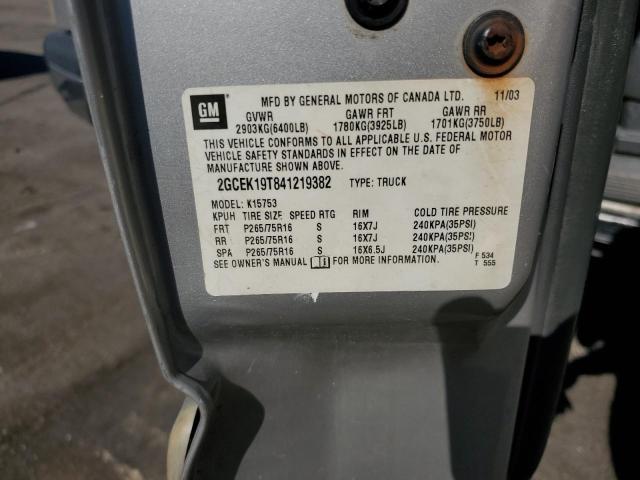 GM MFD BY GENERAL MOTORS OF CANADA LTD. 11/03
GVWR GAWR FRT GAWR RR
2903KG(6400LB) 1780KG(3925LB) 1701KG(3750LB)
THIS VEHICLE CONFORMS TO ALL APPLICABLE U.S. FEDERAL MOTOR
VEHICLE SAFETY STANDARDS IN EFFECT ON THE DATE OF
MANUFACTURE SHOWN ABOVE.
2GCEK19T841219382 TYPE: TRUCK
MODEL: K15753
KPUH TIRE SIZE SPEED RTG RIM COLD TIRE PRESSURE
FRT P265/75R16 S 16X7J 240KPA(35PSI)
RR P265/75R16 S 16X7J 240KPA(35PSI)
SPA P265/75R16 S 16X6.5J 240KPA(35PSI)
SEE OWNER'S MANUAL FOR MORE INFORMATION.
F 534
T 555